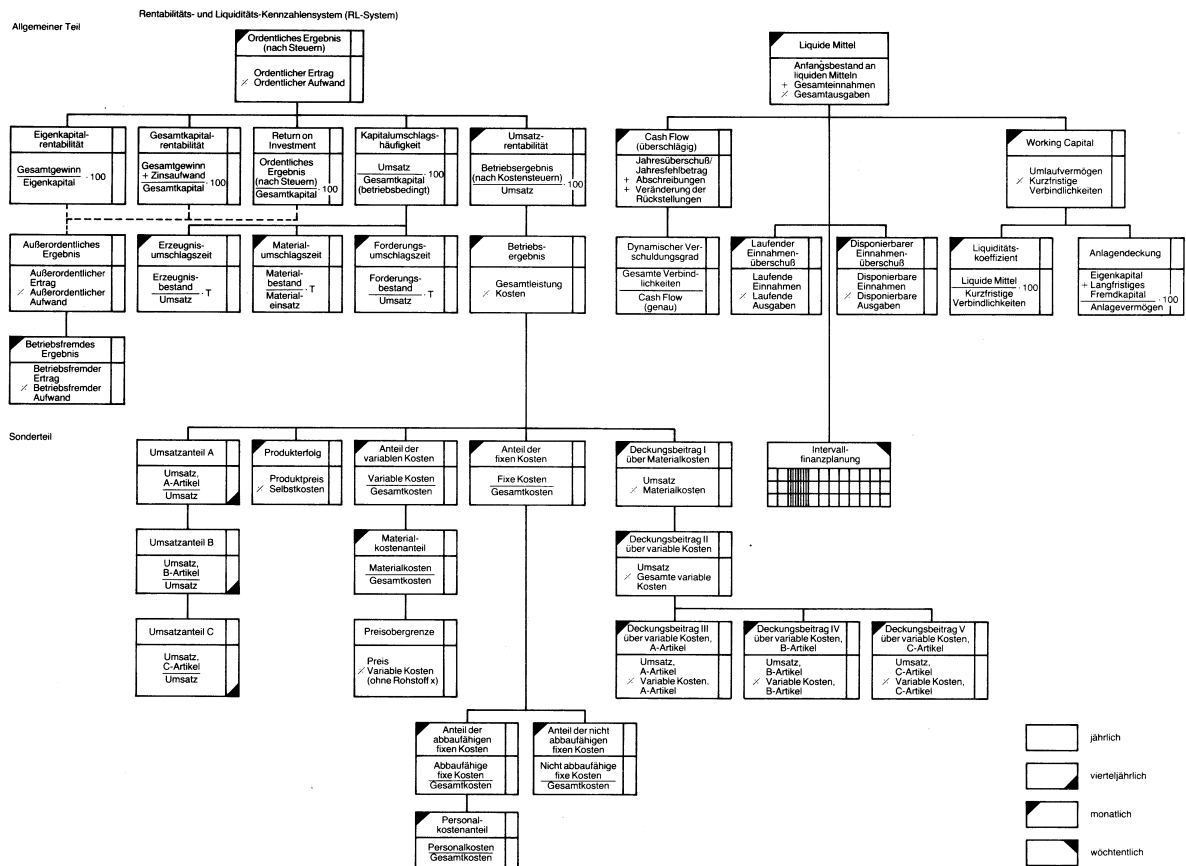 Rentabilitäts- und Liquiditäts-Kennzahlensystem (RL-System)
Allgemeiner Teil
Ordentliches Ergebnis
(nach Steuern)
Ordentlicher Ertrag
⁒ Ordentlicher Aufwand
Liquide Mittel
Anfangsbestand an
liquiden Mitteln
+ Gesamteinnahmen
⁒ Gesamtausgaben
Eigenkapital-
rentabilität
Gesamtgewinn
Eigenkapital
· 100
Gesamtkapital-
rentabilität
Gesamtgewinn
+ Zinsaufwand
Gesamtkapital
· 100
Return on
Investment
Ordentliches
Ergebnis
(nach Steuern)
Gesamtkapital
· 100
Kapitalumschlags-
häufigkeit
Umsatz
Gesamtkapital
(betriebsbedingt)
· 100
Umsatz-
rentabilität
Betriebsergebnis
(nach Kostensteuern)
Umsatz
· 100
Cash Flow
(überschlägig)
Jahresüberschuß/
Jahresfehlbetrag
+ Abschreibungen
+ Veränderung der
Rückstellungen
Working Capital
Umlaufvermögen
⁒ Kurzfristige
Verbindlichkeiten
Außerordentliches
Ergebnis
Außerordentlicher
Ertrag
⁒ Außerordentlicher
Aufwand
Erzeugnis-
umschlagszeit
Erzeugnis-
bestand
Umsatz
· T
Material-
umschlagszeit
Material-
bestand
Material-
einsatz
· T
Forderungs-
umschlagszeit
Forderungs-
bestand
Umsatz
· T
Betriebs-
ergebnis
Gesamtleistung
⁒ Kosten
Dynamischer Ver-
schuldungsgrad
Gesamte Verbind-
lichkeiten
Cash Flow
(genau)
Laufender
Einnahmen-
überschuß
Laufende
Einnahmen
⁒ Laufende
Ausgaben
Disponierbarer
Einnahmen-
überschuß
Disponierbare
Einnahmen
⁒ Disponierbare
Ausgaben
Liquiditäts-
koeffizient
Liquide Mittel
Kurzfristige
Verbindlichkeiten
· 100
Anlagendeckung
Eigenkapital
+ Langfristiges
Fremdkapital
Anlagevermögen
· 100
Betriebsfremdes
Ergebnis
Betriebsfremder
Ertrag
⁒ Betriebsfremder
Aufwand
Sonderteil
Umsatzanteil A
Umsatz,
A-Artikel
Umsatz
Produkterfolg
Produktpreis
⁒ Selbstkosten
Anteil der
variablen Kosten
Variable Kosten
Gesamtkosten
Anteil der
fixen Kosten
Fixe Kosten
Gesamtkosten
Deckungsbeitrag I
über Materialkosten
Umsatz
⁒ Materialkosten
Intervall-
finanzplanung
Umsatzanteil B
Umsatz,
B-Artikel
Umsatz
Material-
kostenanteil
Materialkosten
Gesamtkosten
Deckungsbeitrag II
über variable Kosten
Umsatz
⁒ Gesamte variable
Kosten
Umsatzanteil C
Umsatz,
C-Artikel
Umsatz
Preisobergrenze
Preis
⁒ Variable Kosten
(ohne Rohstoff x)
Deckungsbeitrag III
über variable Kosten,
A-Artikel
Umsatz,
A-Artikel
⁒ Variable Kosten,
A-Artikel
Deckungsbeitrag IV
über variable Kosten,
B-Artikel
Umsatz,
B-Artikel
⁒ Variable Kosten,
B-Artikel
Deckungsbeitrag V
über variable Kosten,
C-Artikel
Umsatz,
C-Artikel
⁒ Variable Kosten,
C-Artikel
Anteil der
abbaufähigen
fixen Kosten
Abbaufähige
fixe Kosten
Gesamtkosten
Anteil der nicht
abbaufähigen
fixen Kosten
Nicht abbaufähige
fixe Kosten
Gesamtkosten
Personal-
kostenanteil
Personalkosten
Gesamtkosten
jährlich
vierteljährlich
monatlich
wöchtentlich